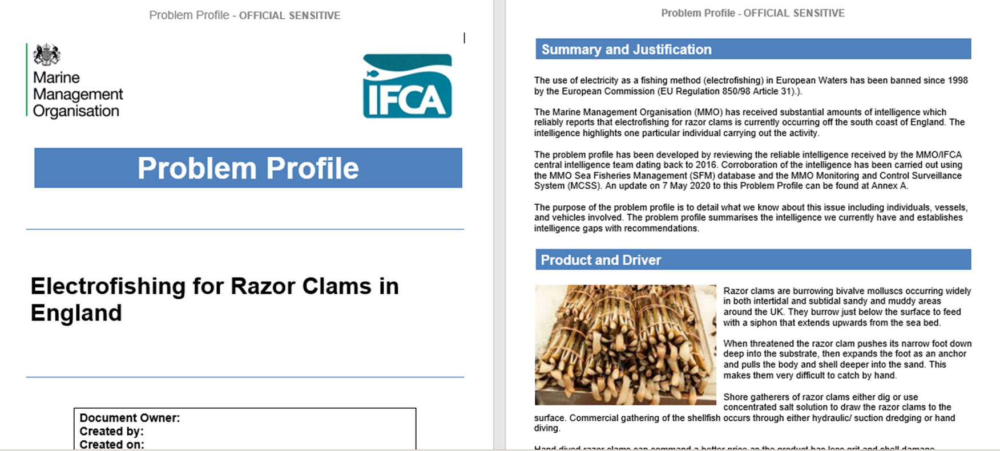 Problem Profile - OFFICIAL SENSITIVE
Marine
Management
Organisation
IFCA
Problem Profile
Electrofishing for Razor Clams in
England
Document Owner:
Created by:
Created on:
Problem Profile - OFFICIAL SENSITIVE
Summary and Justification
The use of electricity as a fishing method (electrofishing) in European Waters has been banned since 1998
by the European Commission (EU Regulation 850/98 Article 31).).
The Marine Management Organisation (MMO) has received substantial amounts of intelligence which
reliably reports that electrofishing for razor clams is currently occurring off the south coast of England. The
intelligence highlights one particular individual carrying out the activity.
The problem profile has been developed by reviewing the reliable intelligence received by the MMO/IFCA
central intelligence team dating back to 2016. Corroboration of the intelligence has been carried out using
the MMO Sea Fisheries Management (SFM) database and the MMO Monitoring and Control Surveillance
System (MCSS). An update on 7 May 2020 to this Problem Profile can be found at Annex A.
The purpose of the problem profile is to detail what we know about this issue including individuals, vessels,
and vehicles involved. The problem profile summarises the intelligence we currently have and establishes
intelligence gaps with recommendations.
Product and Driver
Razor clams are burrowing bivalve molluscs occurring widely
in both intertidal and subtidal sandy and muddy areas
around the UK. They burrow just below the surface to feed
with a siphon that extends upwards from the sea bed.
When threatened the razor clam pushes its narrow foot down
deep into the substrate, then expands the foot as an anchor
and pulls the body and shell deeper into the sand. This
makes them very difficult to catch by hand.
Shore gatherers of razor clams either dig or use
concentrated salt solution to draw the razor clams to the
surface. Commercial gathering of the shellfish occurs through either hydraulic/ suction dredging or hand
diving.
Hand dived razor clams can command a better price as the product has less grit and shell damage